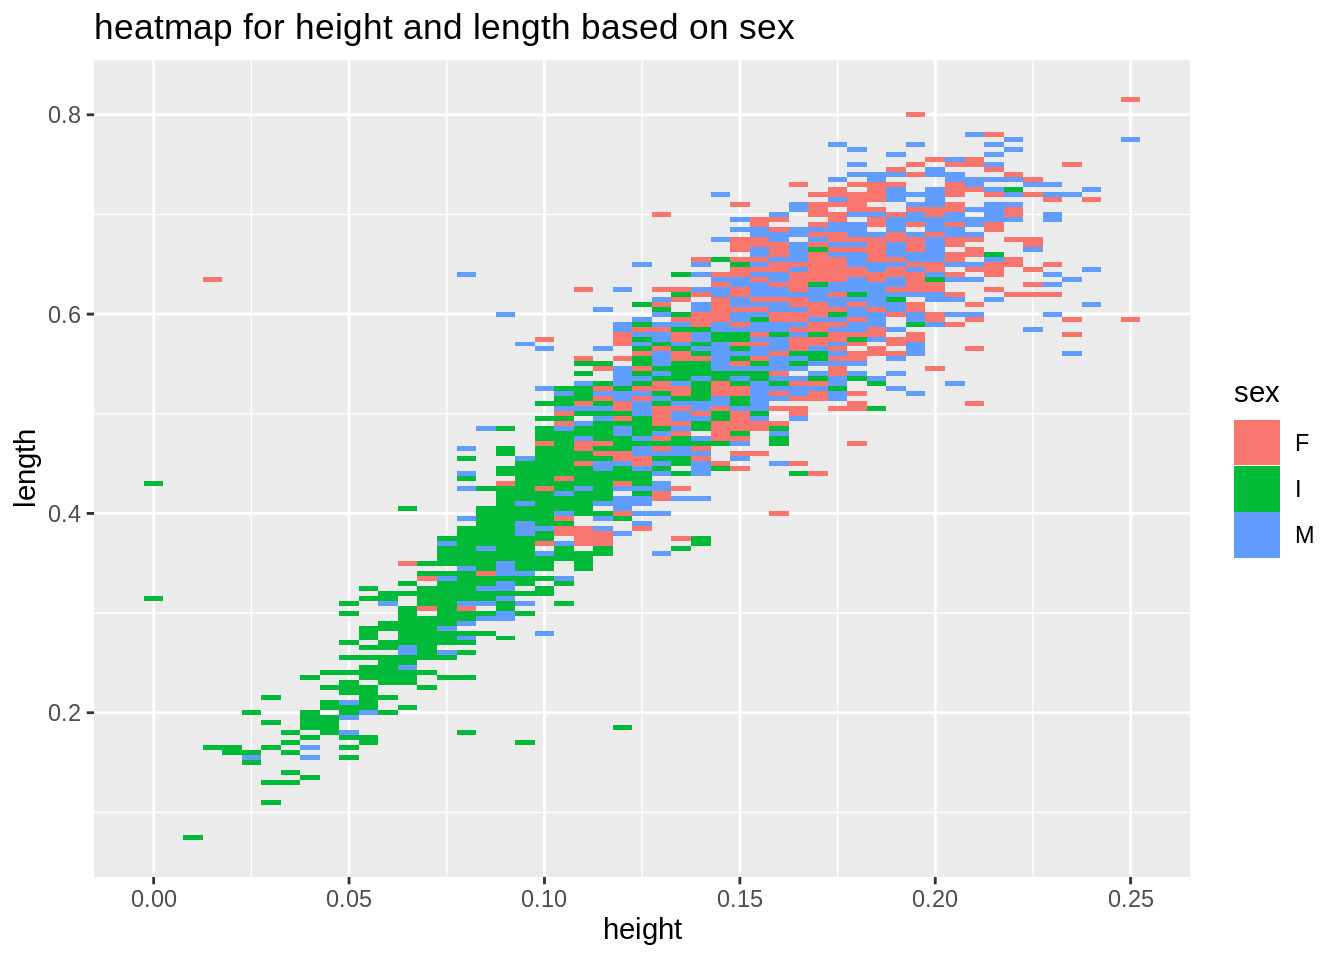 heatmap for height and length based on sex
0.8
0.6
0.4
0.2
length
0.00 0.05 0.10 0.15 0.20 0.25
height
sex
F
I
M